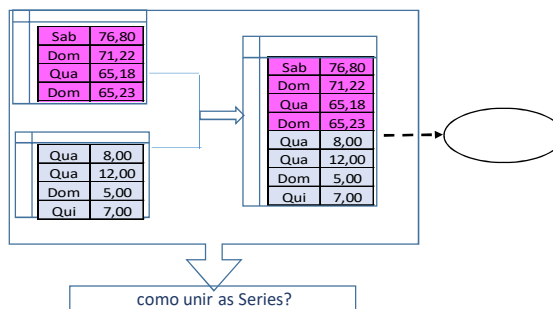 Sab 76,80
Dom 71,22
Qua 65,18
Dom 65,23
Qua 8,00
Qua 12,00
Dom 5,00
Qui 7,00
Sab 76,80
Dom 71,22
Qua 65,18
Dom 65,23
Qua 8,00
Qua 12,00
Dom 5,00
Qui 7,00
como unir as Series?